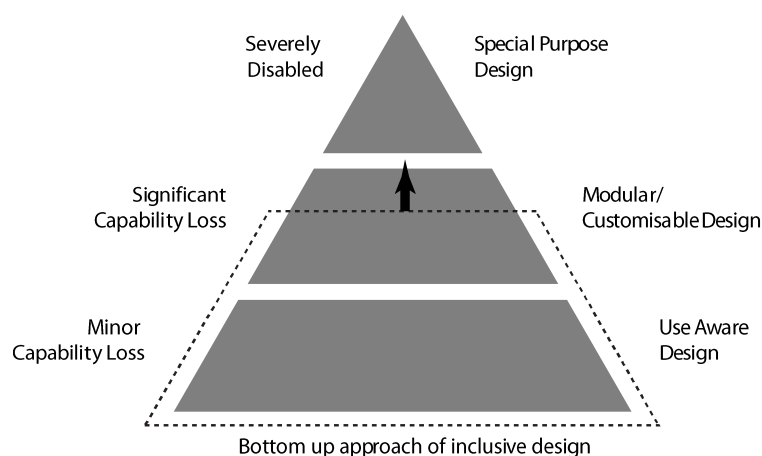 Severely
Disabled
Special Purpose
Design
Significant
Capability Loss
Modular/
Customisable Design
Minor
Capability Loss
Use Aware
Design
Bottom up approach of inclusive design